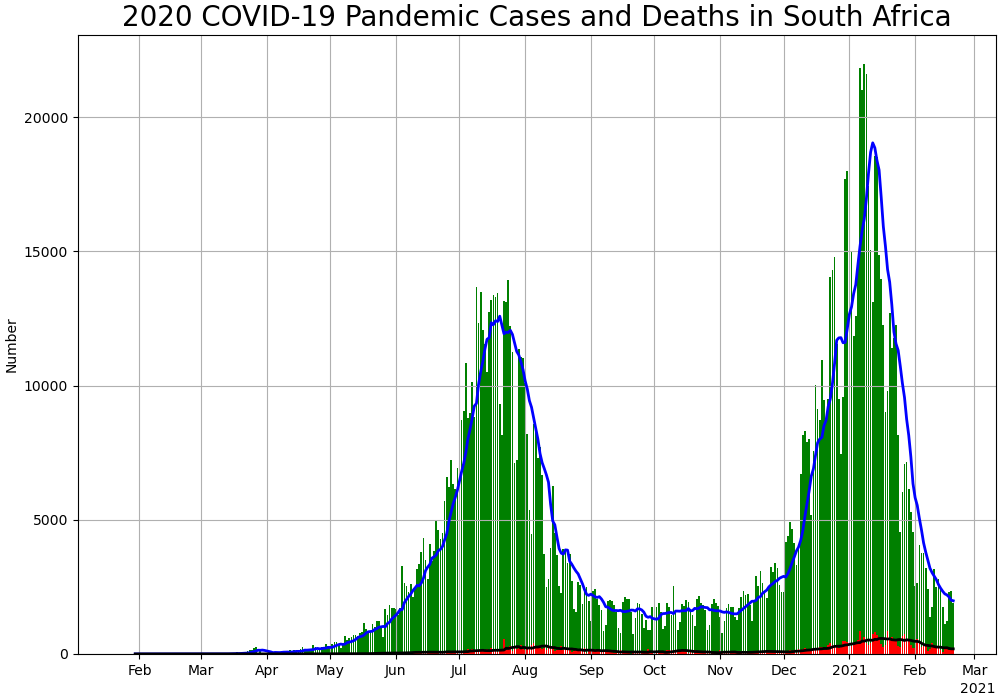 2020 COVID-19 Pandemic Cases and Deaths in South Africa
Number
20000
15000
10000
5000
0
Feb Mar Apr May Jun Jul Aug Sep Oct Nov Dec 2021 Feb Mar
2021